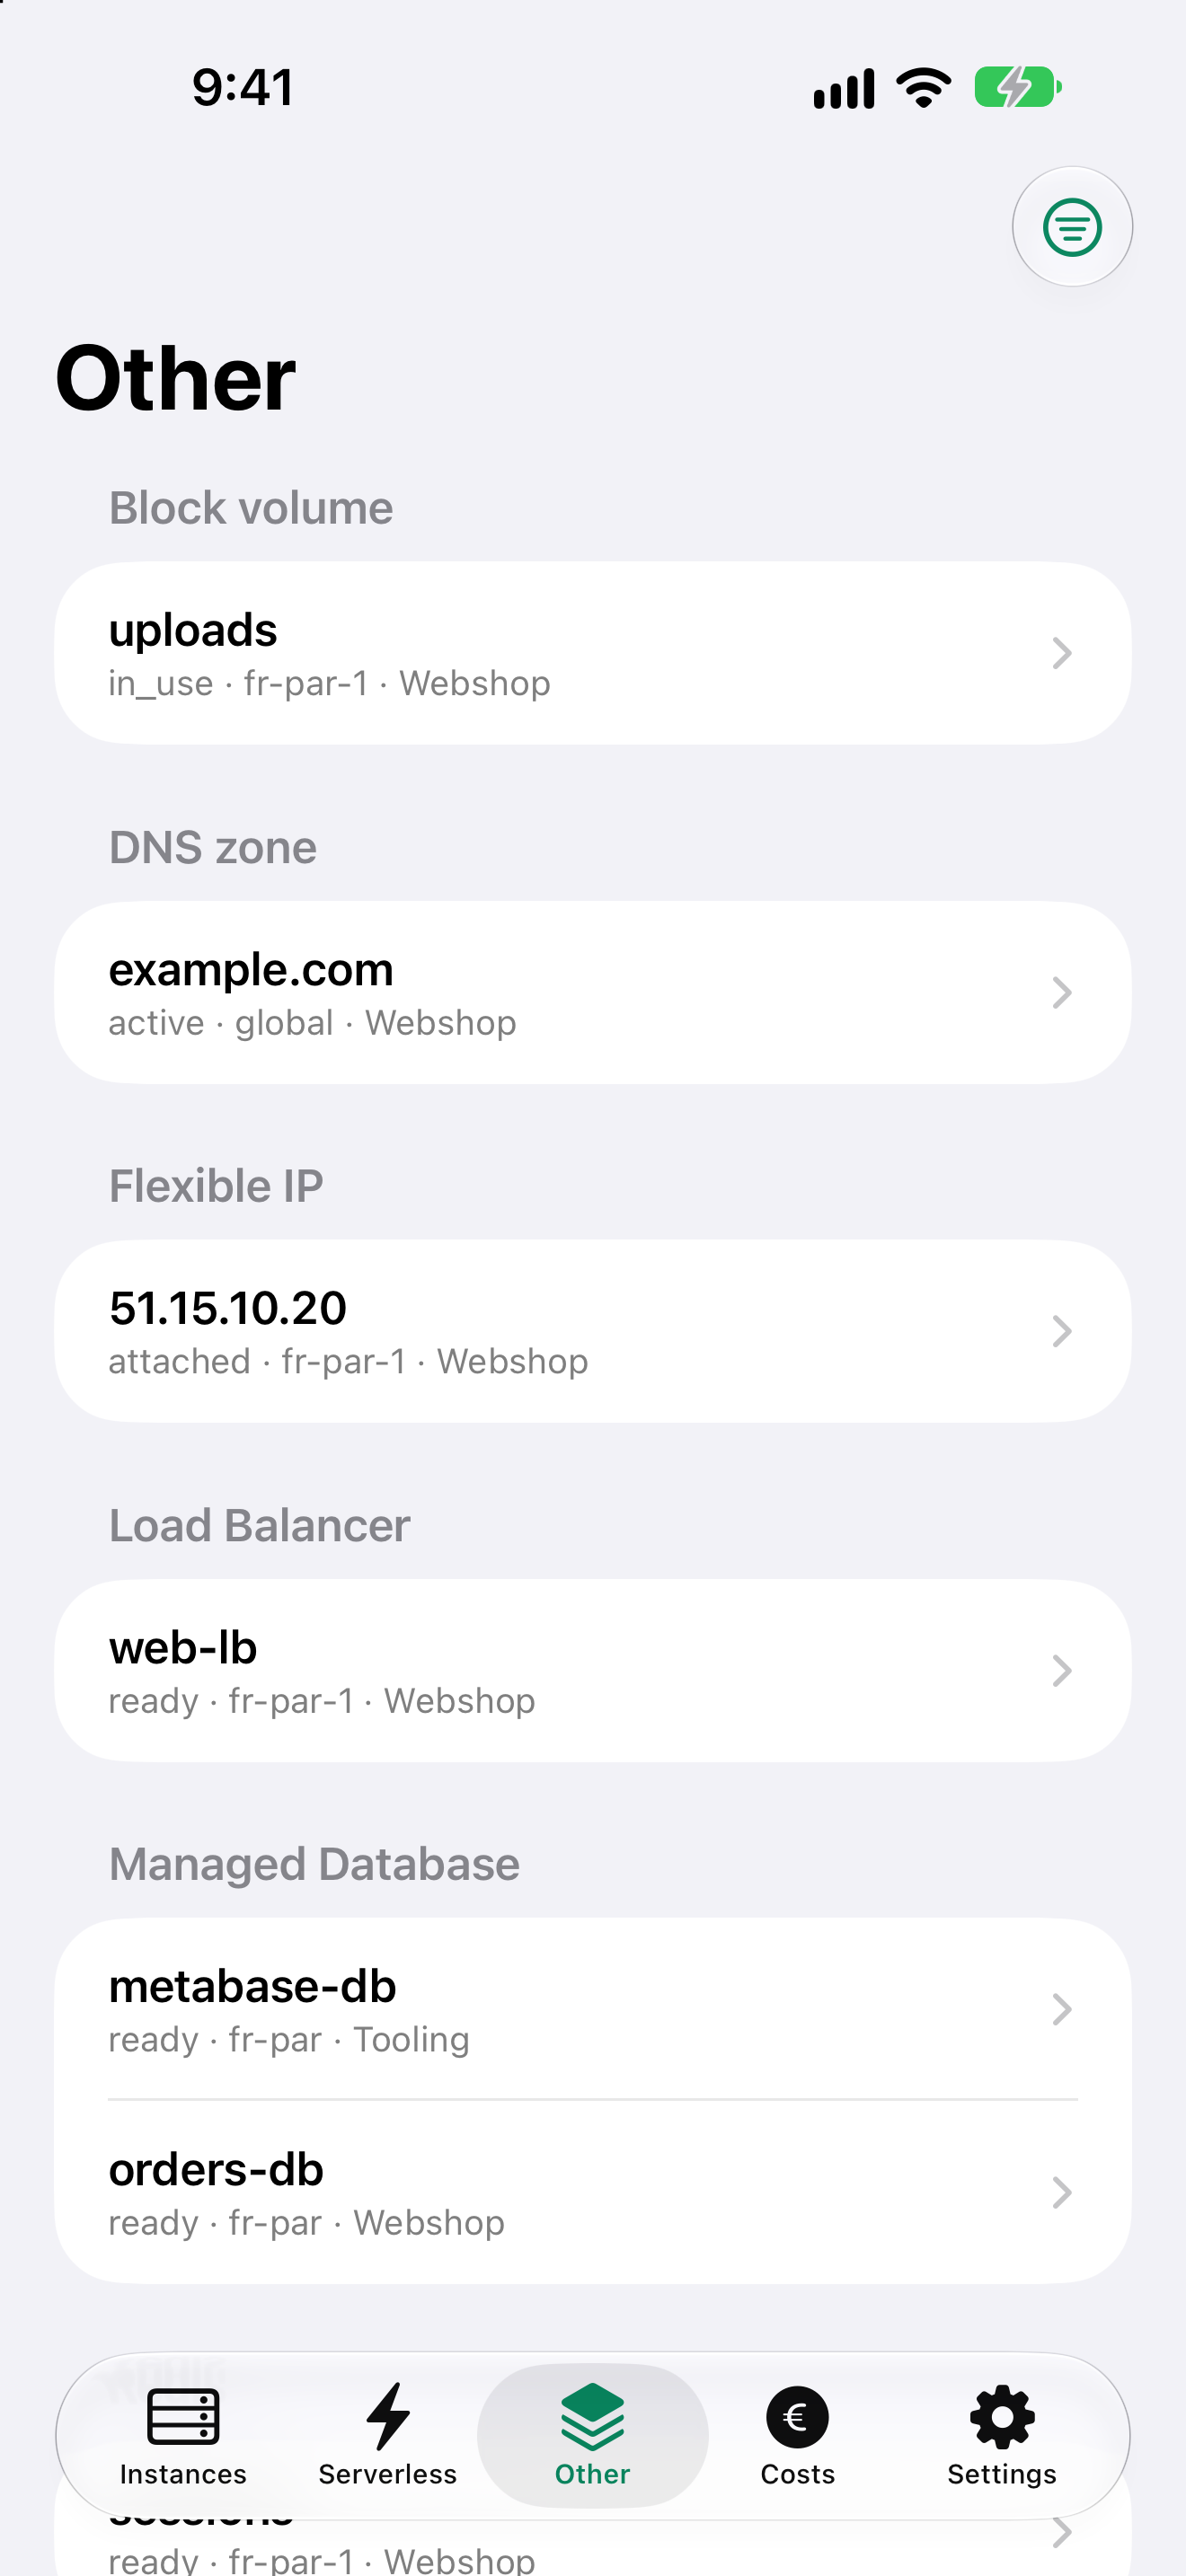 9:41
Other
Block volume
uploads
in_use · fr-par-1 · Webshop
DNS zone
example.com
active · global · Webshop
Flexible IP
51.15.10.20
attached · fr-par-1 · Webshop
Load Balancer
web-lb
ready · fr-par-1 · Webshop
Managed Database
metabase-db
ready · fr-par · Tooling
orders-db
ready · fr-par · Webshop
Instances
Serverless
Other
€
Costs
Settings
ready · fr-par-1 · Webshop